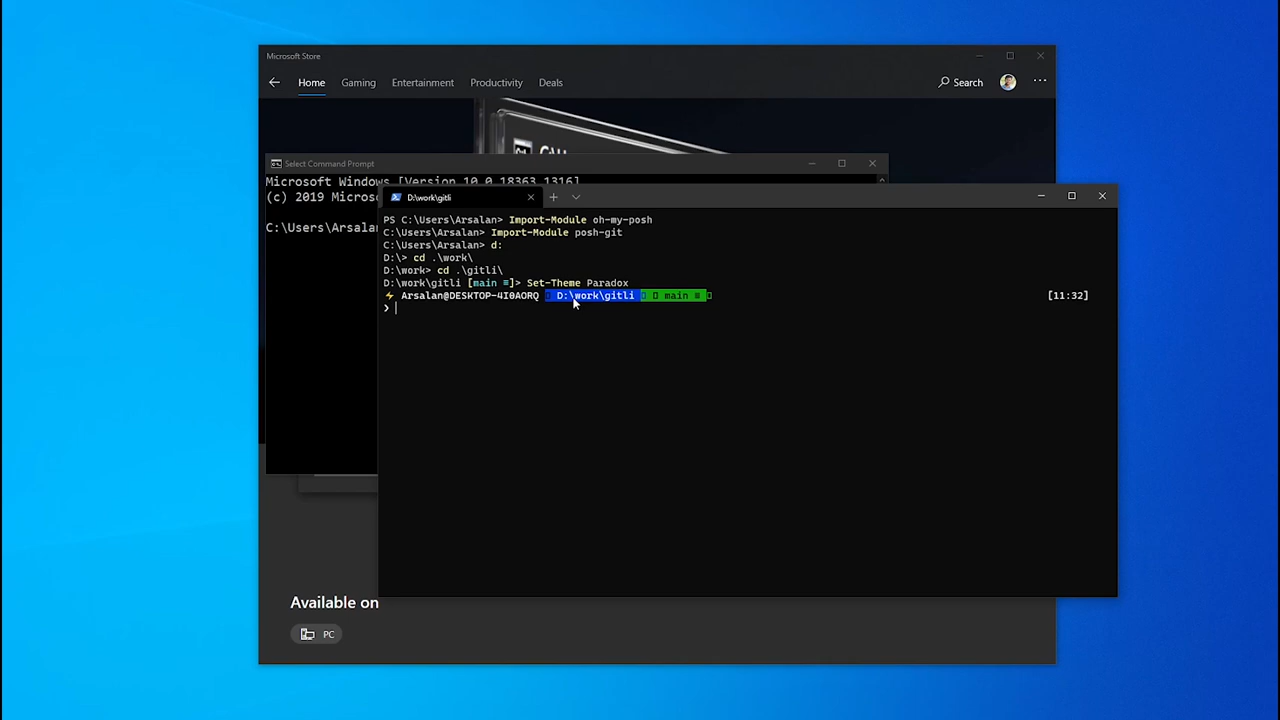 Microsoft Store
Home Gaming Entertainment Productivity Deals Search
Select Command Prompt
Microsoft Windows [Version 10.0.18363.1316]
(c) 2019 Micros
C:\Users\Arsala
D:\work\gitli
PS C:\Users\Arsalan> Import-Module oh-my-posh
C:\Users\Arsalan> Import-Module posh-git
C:\Users\Arsalan> d:
D:\> cd .\work\
D:\work> cd .\gitli\
D:\work\gitli [main ≡]> Set-Theme Paradox
⚡ Arsalan@DESKTOP-4I0AORQ D:\work\gitli main ≡ [11:32]
❯
Available on
PC